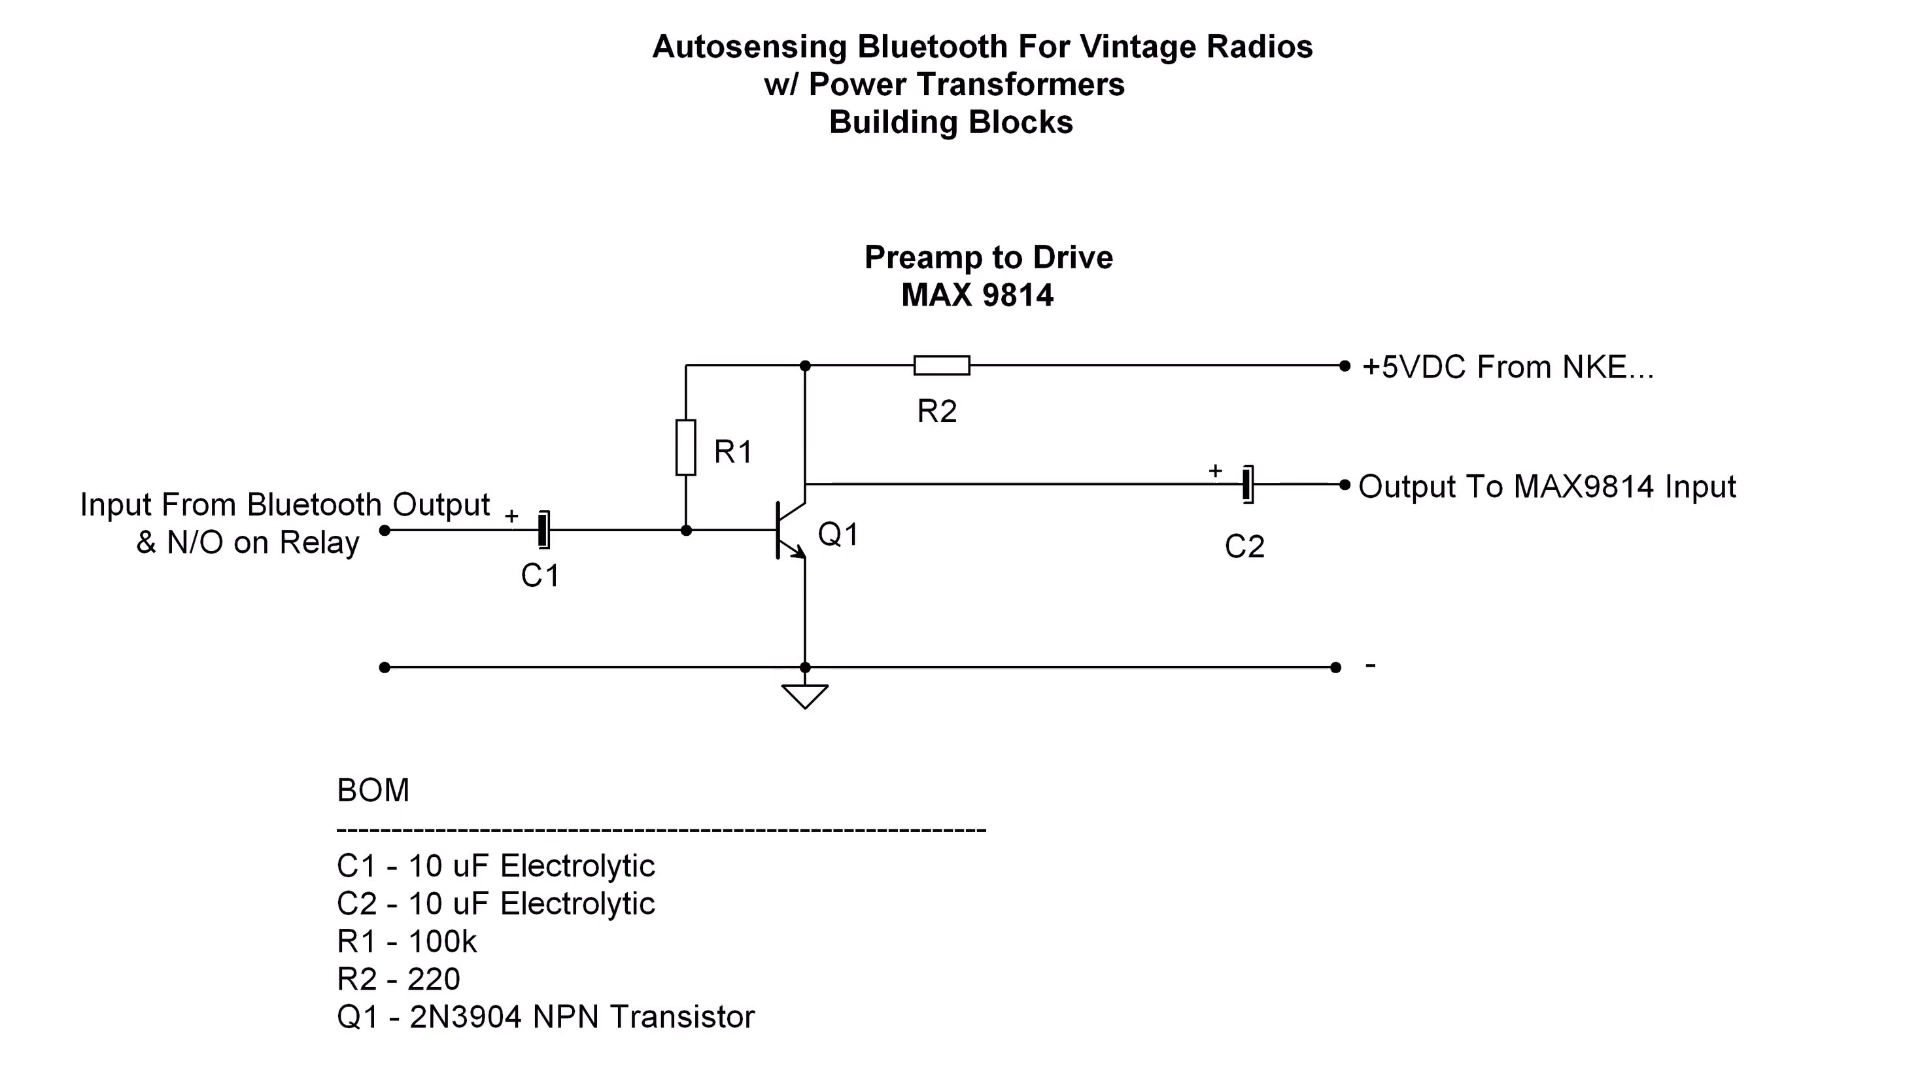 Autosensing Bluetooth For Vintage Radios
w/ Power Transformers
Building Blocks
Preamp to Drive
MAX 9814
+5VDC From NKE...
R2
R1
+
Output To MAX9814 Input
Input From Bluetooth Output
& N/O on Relay
+
Q1
C2
C1
-
BOM
-----------------------------------------------------------
C1 - 10 uF Electrolytic
C2 - 10 uF Electrolytic
R1 - 100k
R2 - 220
Q1 - 2N3904 NPN Transistor